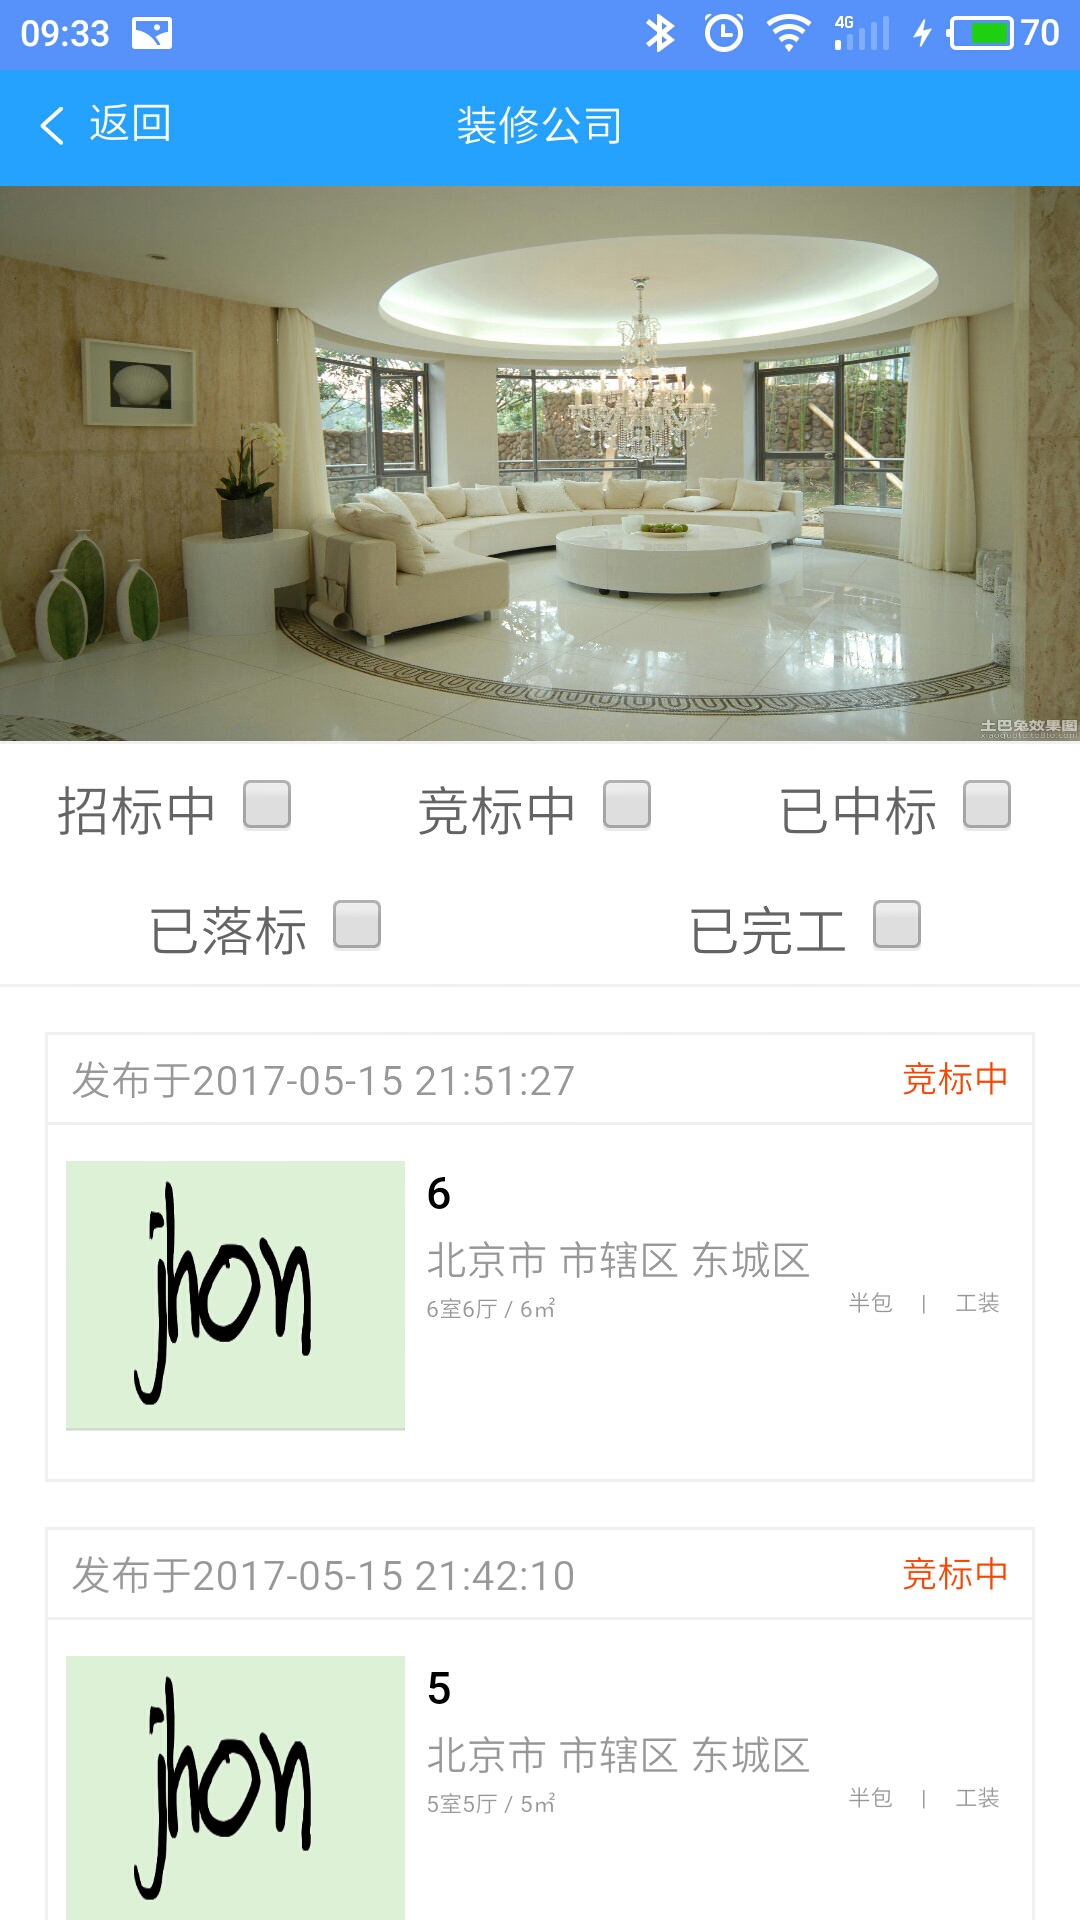 09:33 4G 70
返回 装修公司
土巴兔效果图
招标中 竞标中 已中标
已落标 已完工
发布于2017-05-15 21:51:27 竞标中
jhon
6
北京市 市辖区 东城区
6室6厅 / 6㎡ 半包 | 工装
发布于2017-05-15 21:42:10 竞标中
jhon
5
北京市 市辖区 东城区
5室5厅 / 5㎡ 半包 | 工装